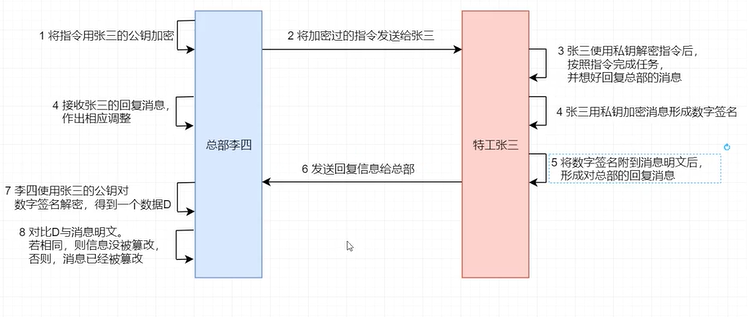 1 将指令用张三的公钥加密
2 将加密过的指令发送给张三
3 张三使用私钥解密指令后，
按照指令完成任务，
并想好回复总部的消息
4 接收张三的回复消息，
作出相应调整
4 张三用私钥加密消息形成数字签名
总部李四
特工张三
5 将数字签名附到消息明文后，
形成对总部的回复消息
6 发送回复信息给总部
7 李四使用张三的公钥对
数字签名解密，得到一个数据D
8 对比D与消息明文。
若相同，则信息没被篡改，
否则，消息已经被篡改